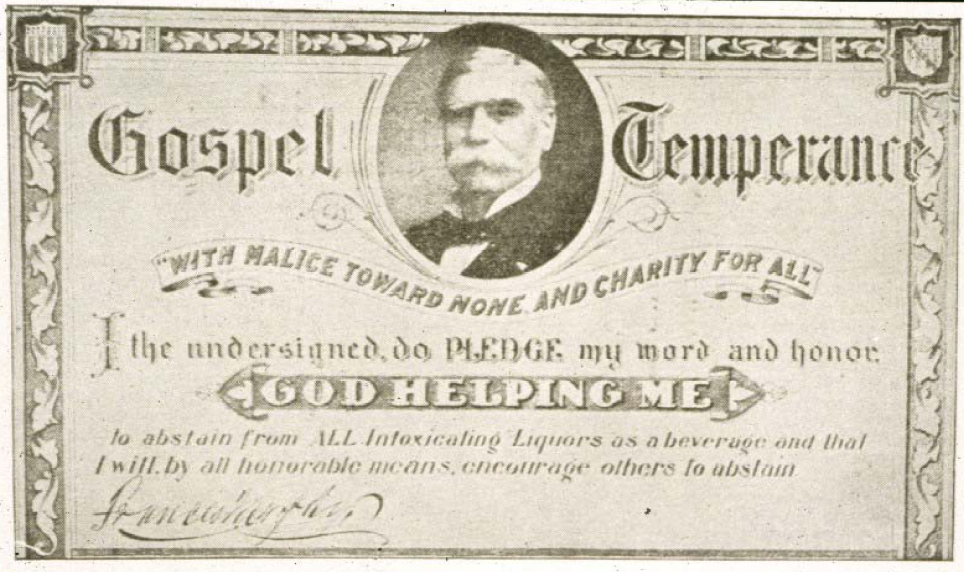 Gospel Temperance
"WITH MALICE TOWARD NONE AND CHARITY FOR ALL"
I the undersigned, do PLEDGE my word and honor,
GOD HELPING ME
to abstain from ALL Intoxicating Liquors as a beverage and that
I will, by all honorable means, encourage others to abstain
Francis Murphy